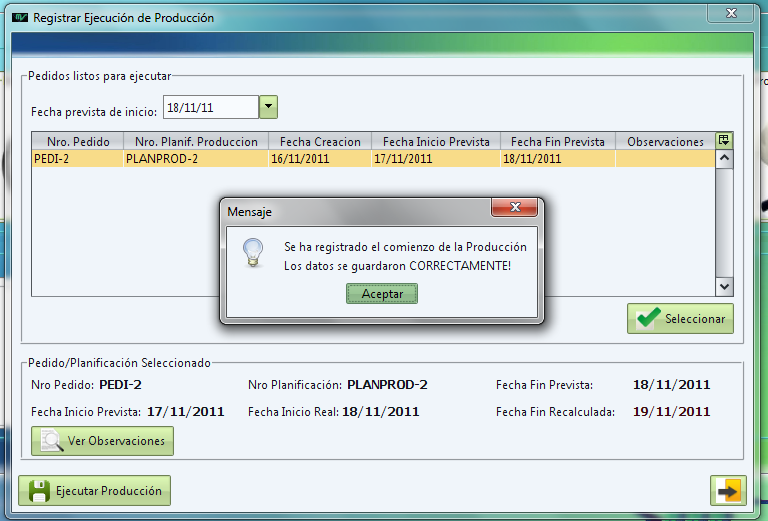 Registrar Ejecución de Producción
Pedidos listos para ejecutar
Fecha prevista de inicio: 18/11/11
Nro. Pedido Nro. Planif. Produccion Fecha Creacion Fecha Inicio Prevista Fecha Fin Prevista Observaciones
PEDI-2 PLANPROD-2 16/11/2011 17/11/2011 18/11/2011
Mensaje
Se ha registrado el comienzo de la Producción
Los datos se guardaron CORRECTAMENTE!
Aceptar
Seleccionar
Pedido/Planificación Seleccionado
Nro Pedido: PEDI-2 Nro Planificación: PLANPROD-2 Fecha Fin Prevista: 18/11/2011
Fecha Inicio Prevista: 17/11/2011 Fecha Inicio Real: 18/11/2011 Fecha Fin Recalculada: 19/11/2011
Ver Observaciones
Ejecutar Producción